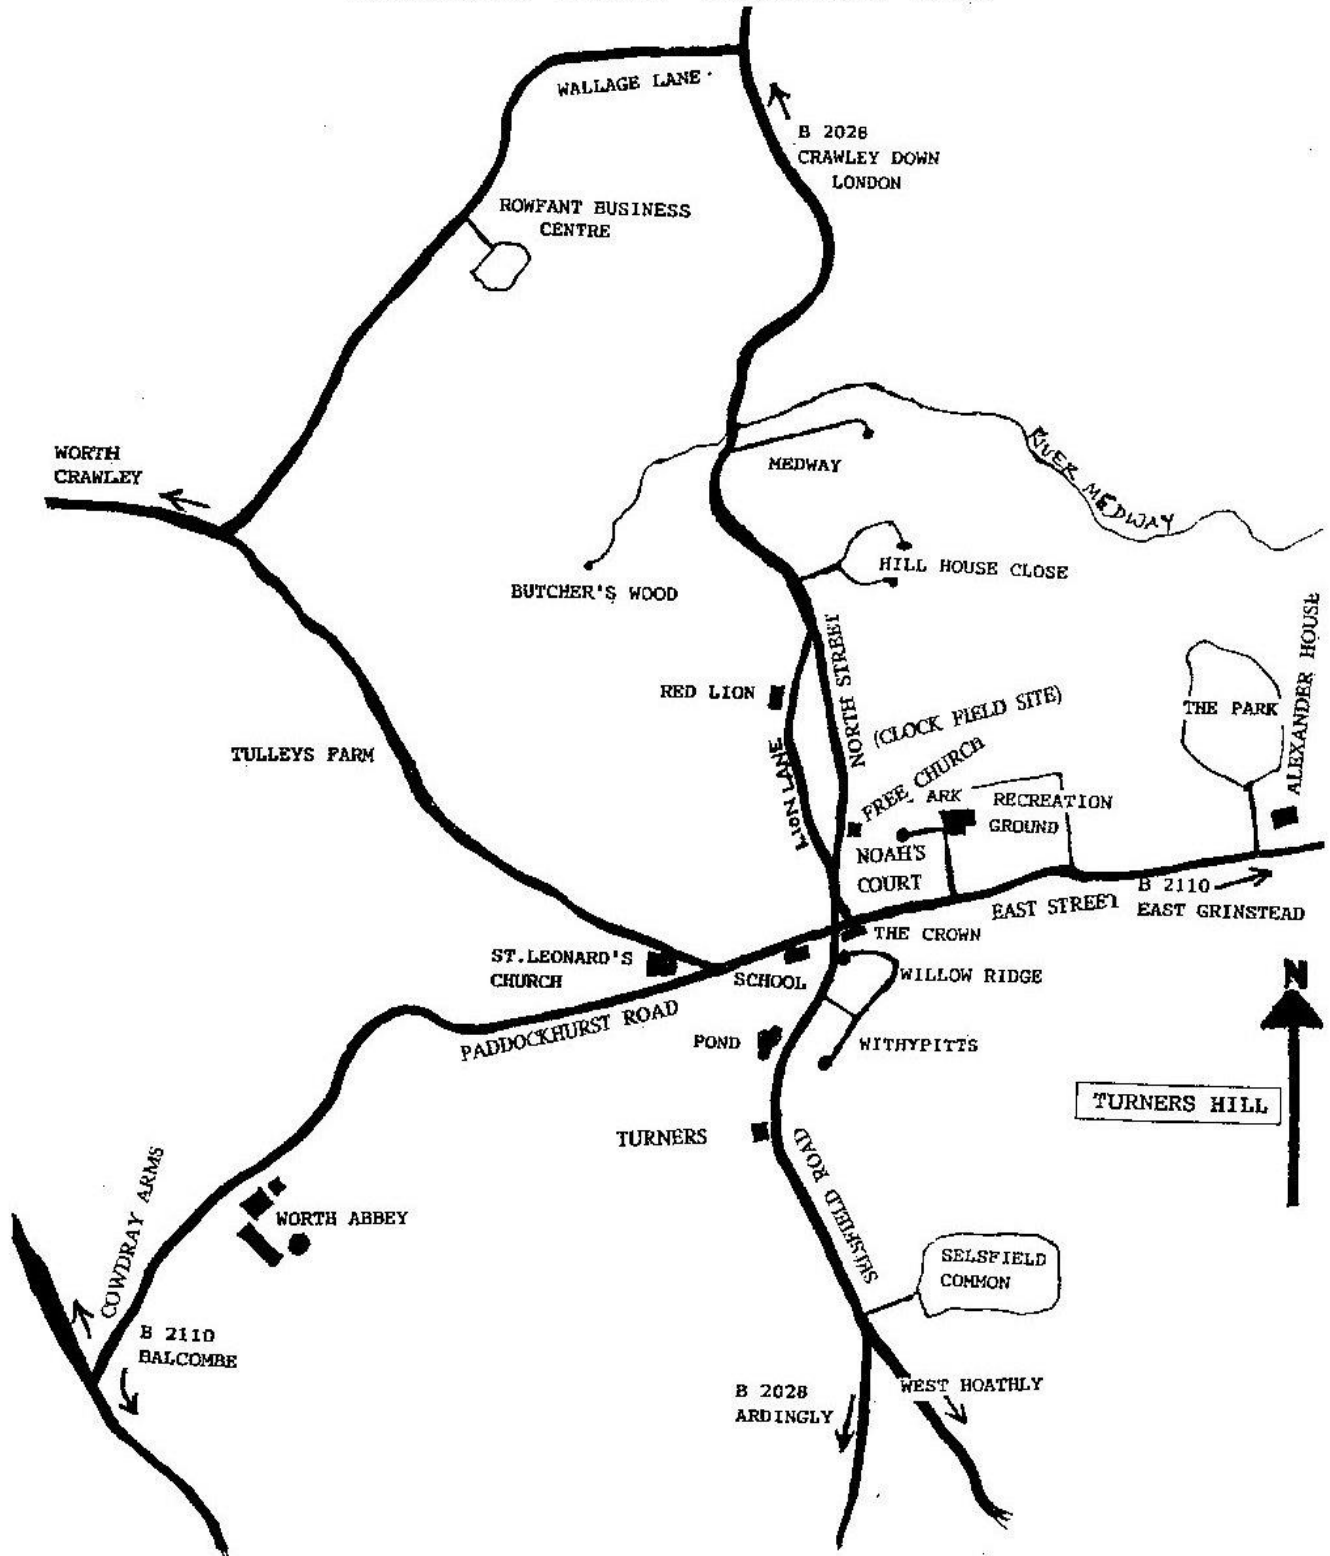 WALLAGE LANE
B 2028
CRAWLEY DOWN
LONDON
ROWFANT BUSINESS
CENTRE
WORTH
CRAWLEY
MEDWAY
RIVER MEDWAY
HILL HOUSE CLOSE
BUTCHER'S WOOD
NORTH STREET
ALEXANDER HOUSE
RED LION
THE PARK
(CLOCK FIELD SITE)
TULLEYS FARM
LION LANE
FREE CHURCH
ARK
RECREATION
GROUND
NOAH'S
COURT
B 2110
EAST GRINSTEAD
EAST STREET
THE CROWN
ST.LEONARD'S
CHURCH
SCHOOL
WILLOW RIDGE
N
PADDOCKHURST ROAD
POND
WITHYPITTS
TURNERS HILL
TURNERS
SELSFIELD ROAD
COWDRAY ARMS
WORTH ABBEY
SELSFIELD
COMMON
B 2110
BALCOMBE
B 2028
ARDINGLY
WEST HOATHLY